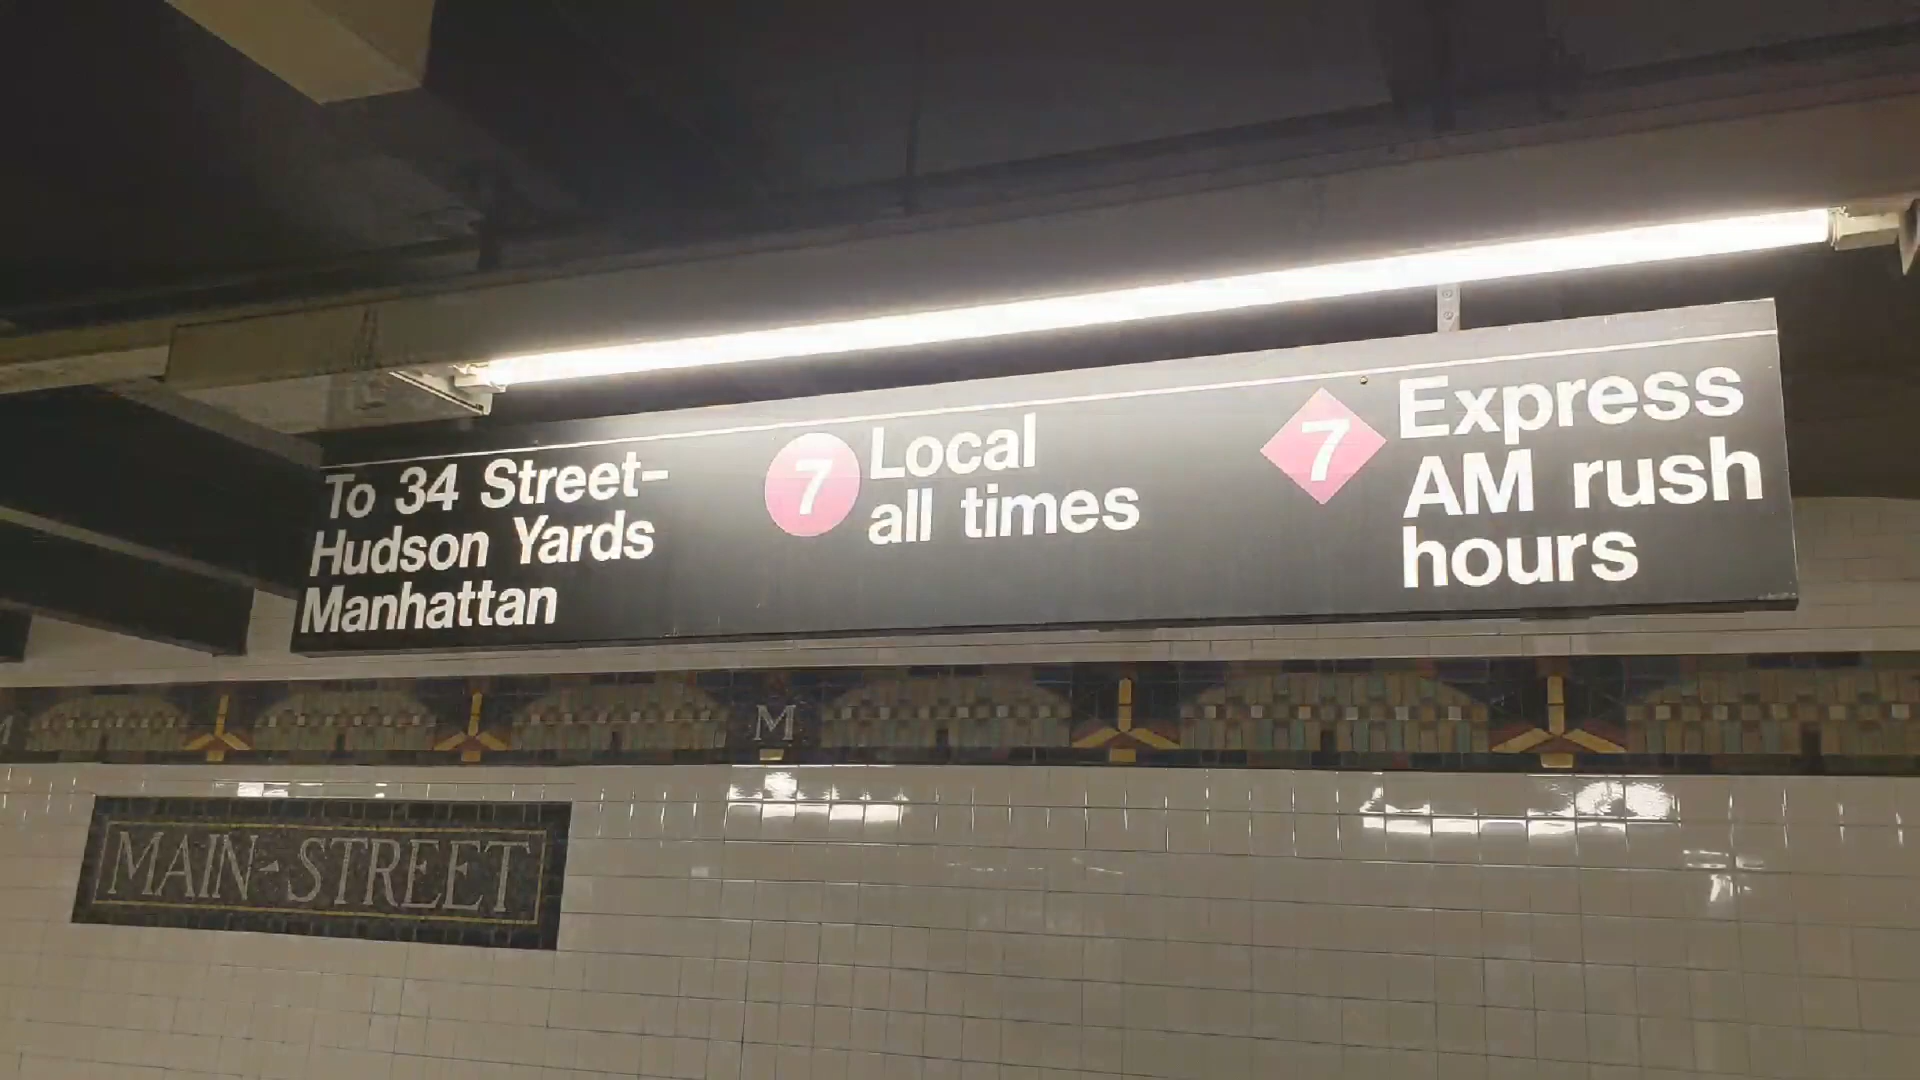 To 34 Street-
Hudson Yards
Manhattan
7 Local
all times
7 Express
AM rush
hours
M
M
MAIN-STREET